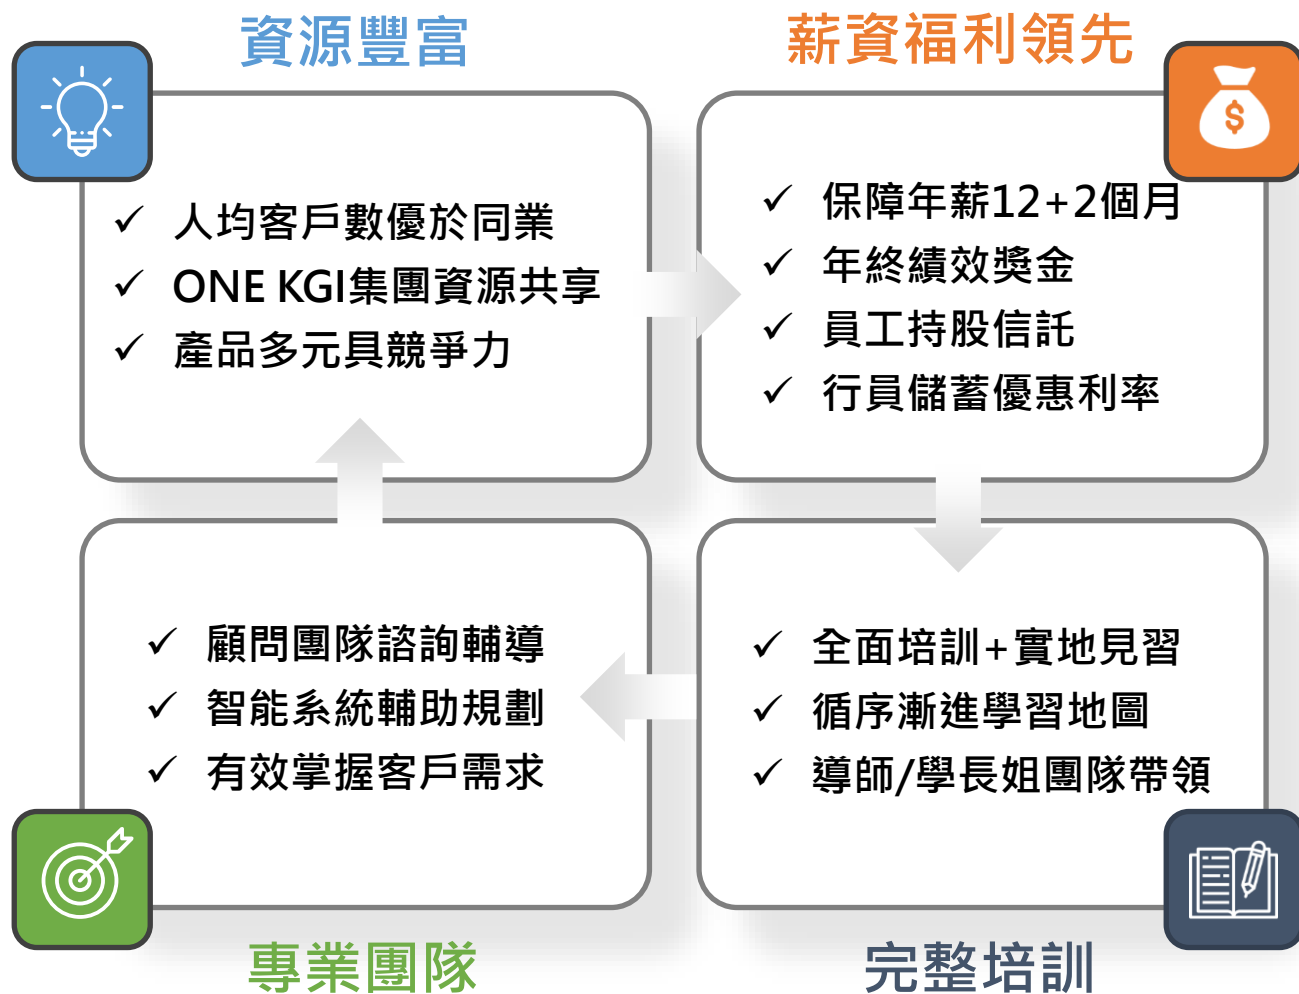 資源豐富
人均客戶數優於同業
ONE KGI集團資源共享
產品多元具競爭力
薪資福利領先
保障年薪12+2個月
年終績效獎金
員工持股信託
行員儲蓄優惠利率
顧問團隊諮詢輔導
智能系統輔助規劃
有效掌握客戶需求
專業團隊
全面培訓+實地見習
循序漸進學習地圖
導師/學長姐團隊帶領
完整培訓